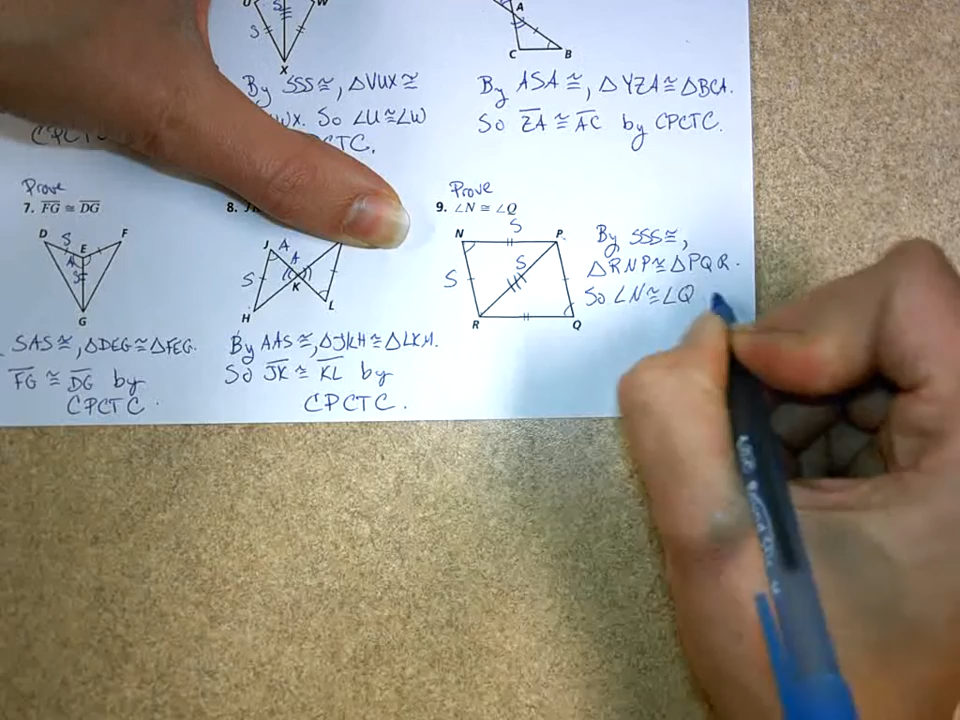 U S W
S
X
By SSS≅, △VUX≅
WX. So ∠U≅∠W
CPCTC.
A
C B
By ASA≅, △YZA≅△BCA.
So ZA≅AC by CPCTC.
Prove
7. FG ≅ DG
D S E F
A
S
G
SAS≅, △DEG≅△FEG.
FG ≅ DG by
CPCTC.
8.
J A
A
S
K
H L
By AAS≅, △JKH≅△LKM.
So JK ≅ KL by
CPCTC.
Prove
9. ∠N ≅ ∠Q
N S P
S
S
R Q
By SSS≅,
△RNP≅△PQR.
So ∠N≅∠Q